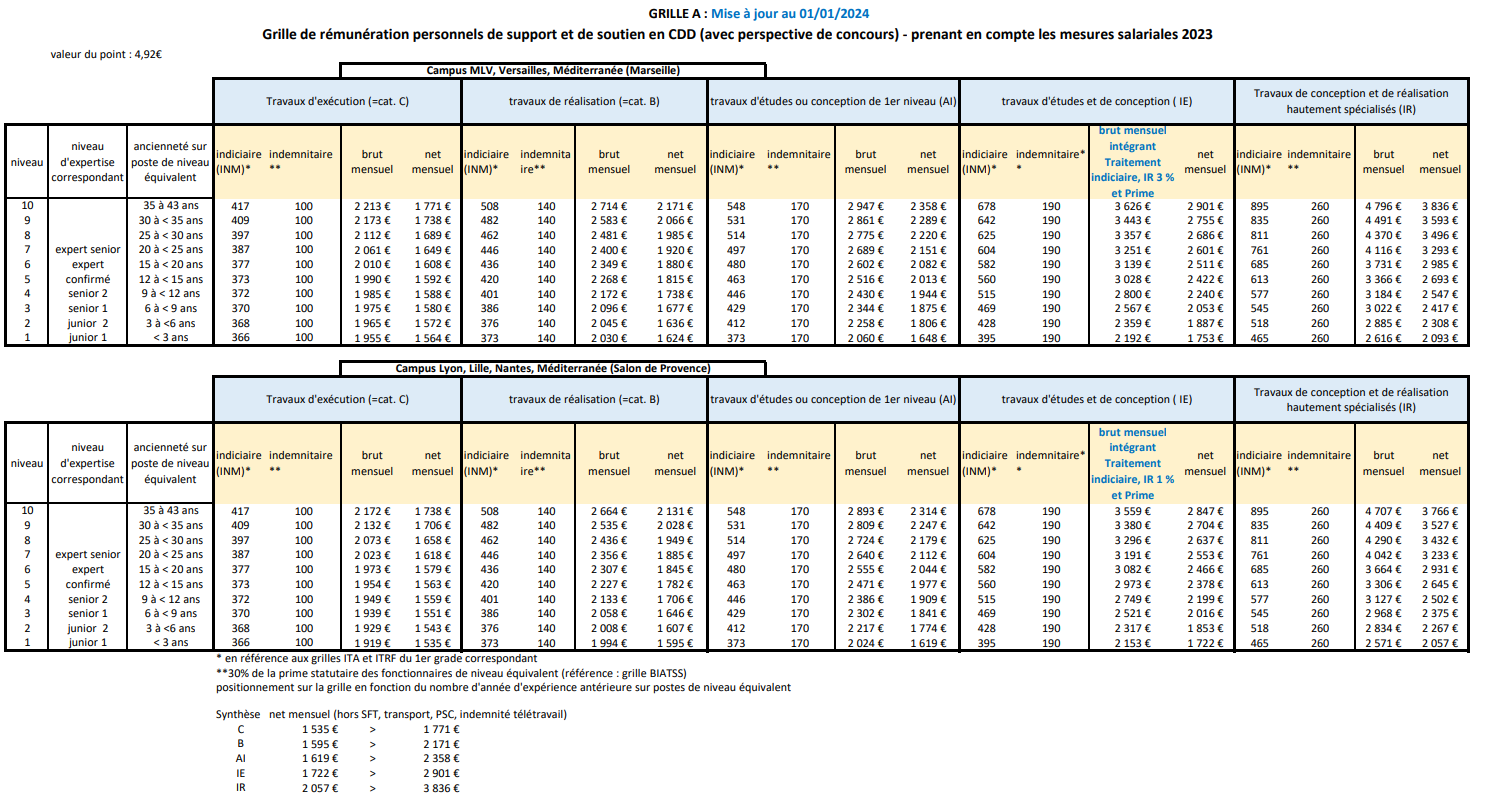 GRILLE A : Mise à jour au 01/01/2024
Grille de rémunération personnels de support et de soutien en CDD (avec perspective de concours) - prenant en compte les mesures salariales 2023
valeur du point : 4,92€
Campus MLV, Versailles, Méditerranée (Marseille)
Travaux d'exécution (=cat. C) travaux de réalisation (=cat. B) travaux d'études ou conception de 1er niveau (AI) travaux d'études et de conception ( IE) Travaux de conception et de réalisation hautement spécialisés (IR)
niveau niveau d'expertise correspondant ancienneté sur poste de niveau équivalent indiciaire (INM)* indemnitaire ** brut mensuel net mensuel indiciaire (INM)* indemnita ire** brut mensuel net mensuel indiciaire (INM)* indemnitaire ** brut mensuel net mensuel indiciaire (INM)* indemnitaire* * brut mensuel intégrant Traitement indiciaire, IR 3 % et Prime net mensuel indiciaire (INM)* indemnitaire ** brut mensuel net mensuel
10 35 à 43 ans 417 100 2 213 € 1 771 € 508 140 2 714 € 2 171 € 548 170 2 947 € 2 358 € 678 190 3 626 € 2 901 € 895 260 4 796 € 3 836 €
9 30 à < 35 ans 409 100 2 173 € 1 738 € 482 140 2 583 € 2 066 € 531 170 2 861 € 2 289 € 642 190 3 443 € 2 755 € 835 260 4 491 € 3 593 €
8 25 à < 30 ans 397 100 2 112 € 1 689 € 462 140 2 481 € 1 985 € 514 170 2 775 € 2 220 € 625 190 3 357 € 2 686 € 811 260 4 370 € 3 496 €
7 expert senior 20 à < 25 ans 387 100 2 061 € 1 649 € 446 140 2 400 € 1 920 € 497 170 2 689 € 2 151 € 604 190 3 251 € 2 601 € 761 260 4 116 € 3 293 €
6 expert 15 à < 20 ans 377 100 2 010 € 1 608 € 436 140 2 349 € 1 880 € 480 170 2 602 € 2 082 € 582 190 3 139 € 2 511 € 685 260 3 731 € 2 985 €
5 confirmé 12 à < 15 ans 373 100 1 990 € 1 592 € 420 140 2 268 € 1 815 € 463 170 2 516 € 2 013 € 560 190 3 028 € 2 422 € 613 260 3 366 € 2 693 €
4 senior 2 9 à < 12 ans 372 100 1 985 € 1 588 € 401 140 2 172 € 1 738 € 446 170 2 430 € 1 944 € 515 190 2 800 € 2 240 € 577 260 3 184 € 2 547 €
3 senior 1 6 à < 9 ans 370 100 1 975 € 1 580 € 386 140 2 096 € 1 677 € 429 170 2 344 € 1 875 € 469 190 2 567 € 2 053 € 545 260 3 022 € 2 417 €
2 junior 2 3 à <6 ans 368 100 1 965 € 1 572 € 376 140 2 045 € 1 636 € 412 170 2 258 € 1 806 € 428 190 2 359 € 1 887 € 518 260 2 885 € 2 308 €
1 junior 1 < 3 ans 366 100 1 955 € 1 564 € 373 140 2 030 € 1 624 € 373 170 2 060 € 1 648 € 395 190 2 192 € 1 753 € 465 260 2 616 € 2 093 €
Campus Lyon, Lille, Nantes, Méditerranée (Salon de Provence)
Travaux d'exécution (=cat. C) travaux de réalisation (=cat. B) travaux d'études ou conception de 1er niveau (AI) travaux d'études et de conception ( IE) Travaux de conception et de réalisation hautement spécialisés (IR)
niveau niveau d'expertise correspondant ancienneté sur poste de niveau équivalent indiciaire (INM)* indemnitaire ** brut mensuel net mensuel indiciaire (INM)* indemnita ire** brut mensuel net mensuel indiciaire (INM)* indemnitaire ** brut mensuel net mensuel indiciaire (INM)* indemnitaire* * brut mensuel intégrant Traitement indiciaire, IR 1 % et Prime net mensuel indiciaire (INM)* indemnitaire ** brut mensuel net mensuel
10 35 à 43 ans 417 100 2 172 € 1 738 € 508 140 2 664 € 2 131 € 548 170 2 893 € 2 314 € 678 190 3 559 € 2 847 € 895 260 4 707 € 3 766 €
9 30 à < 35 ans 409 100 2 132 € 1 706 € 482 140 2 535 € 2 028 € 531 170 2 809 € 2 247 € 642 190 3 380 € 2 704 € 835 260 4 409 € 3 527 €
8 25 à < 30 ans 397 100 2 073 € 1 658 € 462 140 2 436 € 1 949 € 514 170 2 724 € 2 179 € 625 190 3 296 € 2 637 € 811 260 4 290 € 3 432 €
7 expert senior 20 à < 25 ans 387 100 2 023 € 1 618 € 446 140 2 356 € 1 885 € 497 170 2 640 € 2 112 € 604 190 3 191 € 2 553 € 761 260 4 042 € 3 233 €
6 expert 15 à < 20 ans 377 100 1 973 € 1 579 € 436 140 2 307 € 1 845 € 480 170 2 555 € 2 044 € 582 190 3 082 € 2 466 € 685 260 3 664 € 2 931 €
5 confirmé 12 à < 15 ans 373 100 1 954 € 1 563 € 420 140 2 227 € 1 782 € 463 170 2 471 € 1 977 € 560 190 2 973 € 2 378 € 613 260 3 306 € 2 645 €
4 senior 2 9 à < 12 ans 372 100 1 949 € 1 559 € 401 140 2 133 € 1 706 € 446 170 2 386 € 1 909 € 515 190 2 749 € 2 199 € 577 260 3 127 € 2 502 €
3 senior 1 6 à < 9 ans 370 100 1 939 € 1 551 € 386 140 2 058 € 1 646 € 429 170 2 302 € 1 841 € 469 190 2 521 € 2 016 € 545 260 2 968 € 2 375 €
2 junior 2 3 à <6 ans 368 100 1 929 € 1 543 € 376 140 2 008 € 1 607 € 412 170 2 217 € 1 774 € 428 190 2 317 € 1 853 € 518 260 2 834 € 2 267 €
1 junior 1 < 3 ans 366 100 1 919 € 1 535 € 373 140 1 994 € 1 595 € 373 170 2 024 € 1 619 € 395 190 2 153 € 1 722 € 465 260 2 571 € 2 057 €
* en référence aux grilles ITA et ITRF du 1er grade correspondant
**30% de la prime statutaire des fonctionnaires de niveau équivalent (référence : grille BIATSS)
positionnement sur la grille en fonction du nombre d'année d'expérience antérieure sur postes de niveau équivalent
Synthèse net mensuel (hors SFT, transport, PSC, indemnité télétravail)
C 1 535 € > 1 771 €
B 1 595 € > 2 171 €
AI 1 619 € > 2 358 €
IE 1 722 € > 2 901 €
IR 2 057 € > 3 836 €